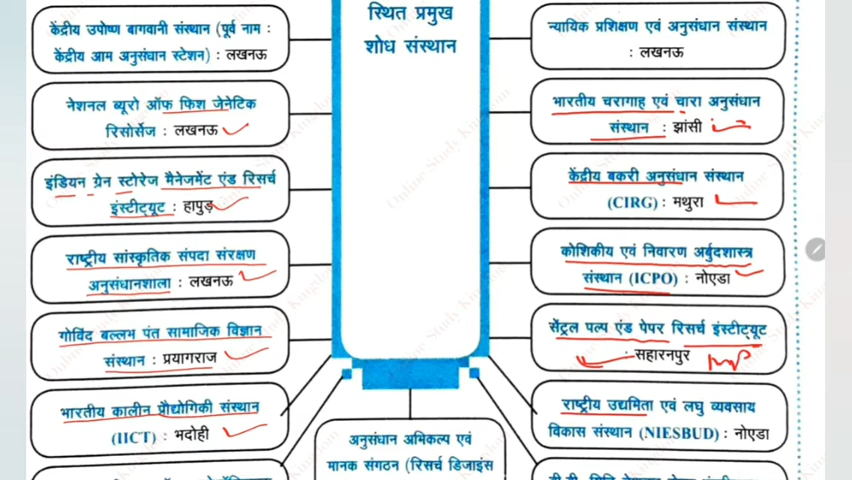 स्थित प्रमुख
शोध संस्थान
केंद्रीय उपोष्ण बागवानी संस्थान (पूर्व नाम :
केंद्रीय आम अनुसंधान स्टेशन) : लखनऊ
नेशनल ब्यूरो ऑफ फिश जेनेटिक
रिसोर्सेज : लखनऊ
इंडियन ग्रेन स्टोरेज मैनेजमेंट एंड रिसर्च
इंस्टीट्यूट : हापुड़
राष्ट्रीय सांस्कृतिक संपदा संरक्षण
अनुसंधानशाला : लखनऊ
गोविंद बल्लभ पंत सामाजिक विज्ञान
संस्थान : प्रयागराज
भारतीय कालीन प्रौद्योगिकी संस्थान
(IICT) : भदोही
न्यायिक प्रशिक्षण एवं अनुसंधान संस्थान
: लखनऊ
भारतीय चरागाह एवं चारा अनुसंधान
संस्थान : झांसी
केंद्रीय बकरी अनुसंधान संस्थान
(CIRG) : मथुरा
कोशिकीय एवं निवारण अर्बुदशास्त्र
संस्थान (ICPO) : नोएडा
सेंट्रल पल्प एंड पेपर रिसर्च इंस्टीट्यूट
: सहारनपुर
राष्ट्रीय उद्यमिता एवं लघु व्यवसाय
विकास संस्थान (NIESBUD) : नोएडा
अनुसंधान अभिकल्प एवं
मानक संगठन (रिसर्च डिजाइंस
Online Study Kingdom